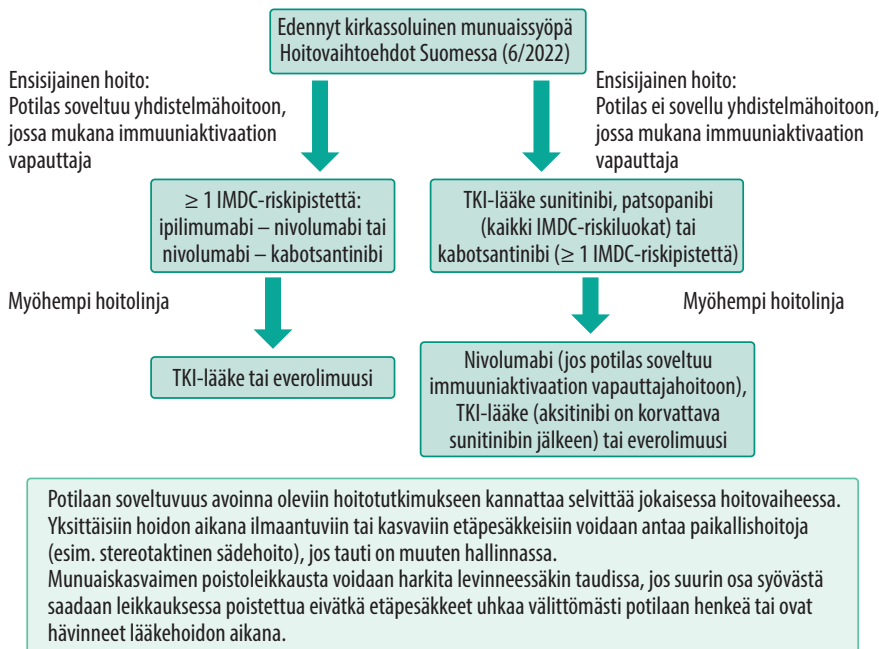 Edennyt kirkassoluinen munuaissyöpä
Hoitovaihtoehdot Suomessa (6/2022)
Ensisijainen hoito:
Potilas soveltuu yhdistelmähoitoon,
jossa mukana immuuniaktivaation
vapauttaja
Ensisijainen hoito:
Potilas ei sovellu yhdistelmähoitoon,
jossa mukana immuuniaktivaation
vapauttaja
≥ 1 IMDC-riskipistettä:
ipilimumabi – nivolumabi tai
nivolumabi – kabotsantinibi
TKI-lääke sunitinibi, patsopanibi
(kaikki IMDC-riskiluokat) tai
kabotsantinibi (≥ 1 IMDC-riskipistettä)
Myöhempi hoitolinja
Myöhempi hoitolinja
TKI-lääke tai everolimuusi
Nivolumabi (jos potilas soveltuu
immuuniaktivaation vapauttajahoitoon),
TKI-lääke (aksitinibi on korvattava
sunitinibin jälkeen) tai everolimuusi
Potilaan soveltuvuus avoinna oleviin hoitotutkimukseen kannattaa selvittää jokaisessa hoitovaiheessa.
Yksittäisiin hoidon aikana ilmaantuviin tai kasvaviin etäpesäkkeisiin voidaan antaa paikallishoitoja
(esim. stereotaktinen sädehoito), jos tauti on muuten hallinnassa.
Munuaiskasvaimen poistoleikkausta voidaan harkita levinneessäkin taudissa, jos suurin osa syövästä
saadaan leikkauksessa poistettua eivätkä etäpesäkkeet uhkaa välittömästi potilaan henkeä tai ovat
hävinneet lääkehoidon aikana.